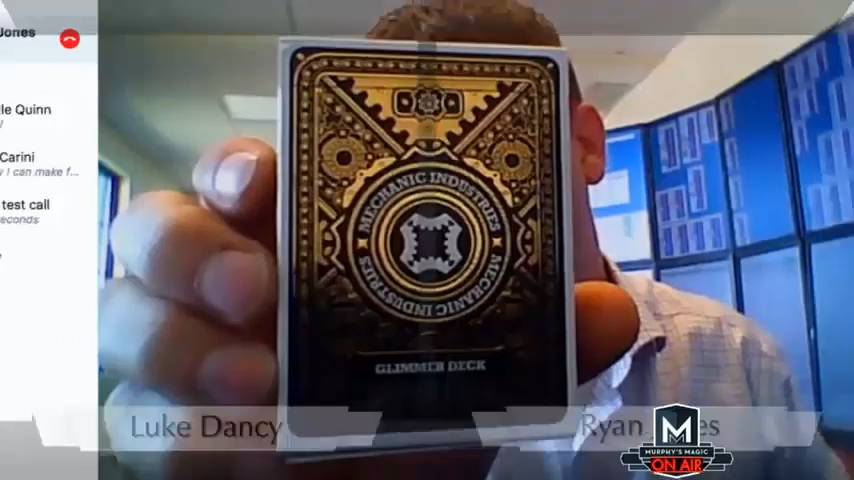 Jones
le Quinn
Carini
I can make f...
test call
econds
MECHANIC INDUSTRIES
MECHANIC INDUSTRIES
GLIMMER DECK
Luke Dancy
Ryan
es
M
MURPHY'S MAGIC
ON AIR